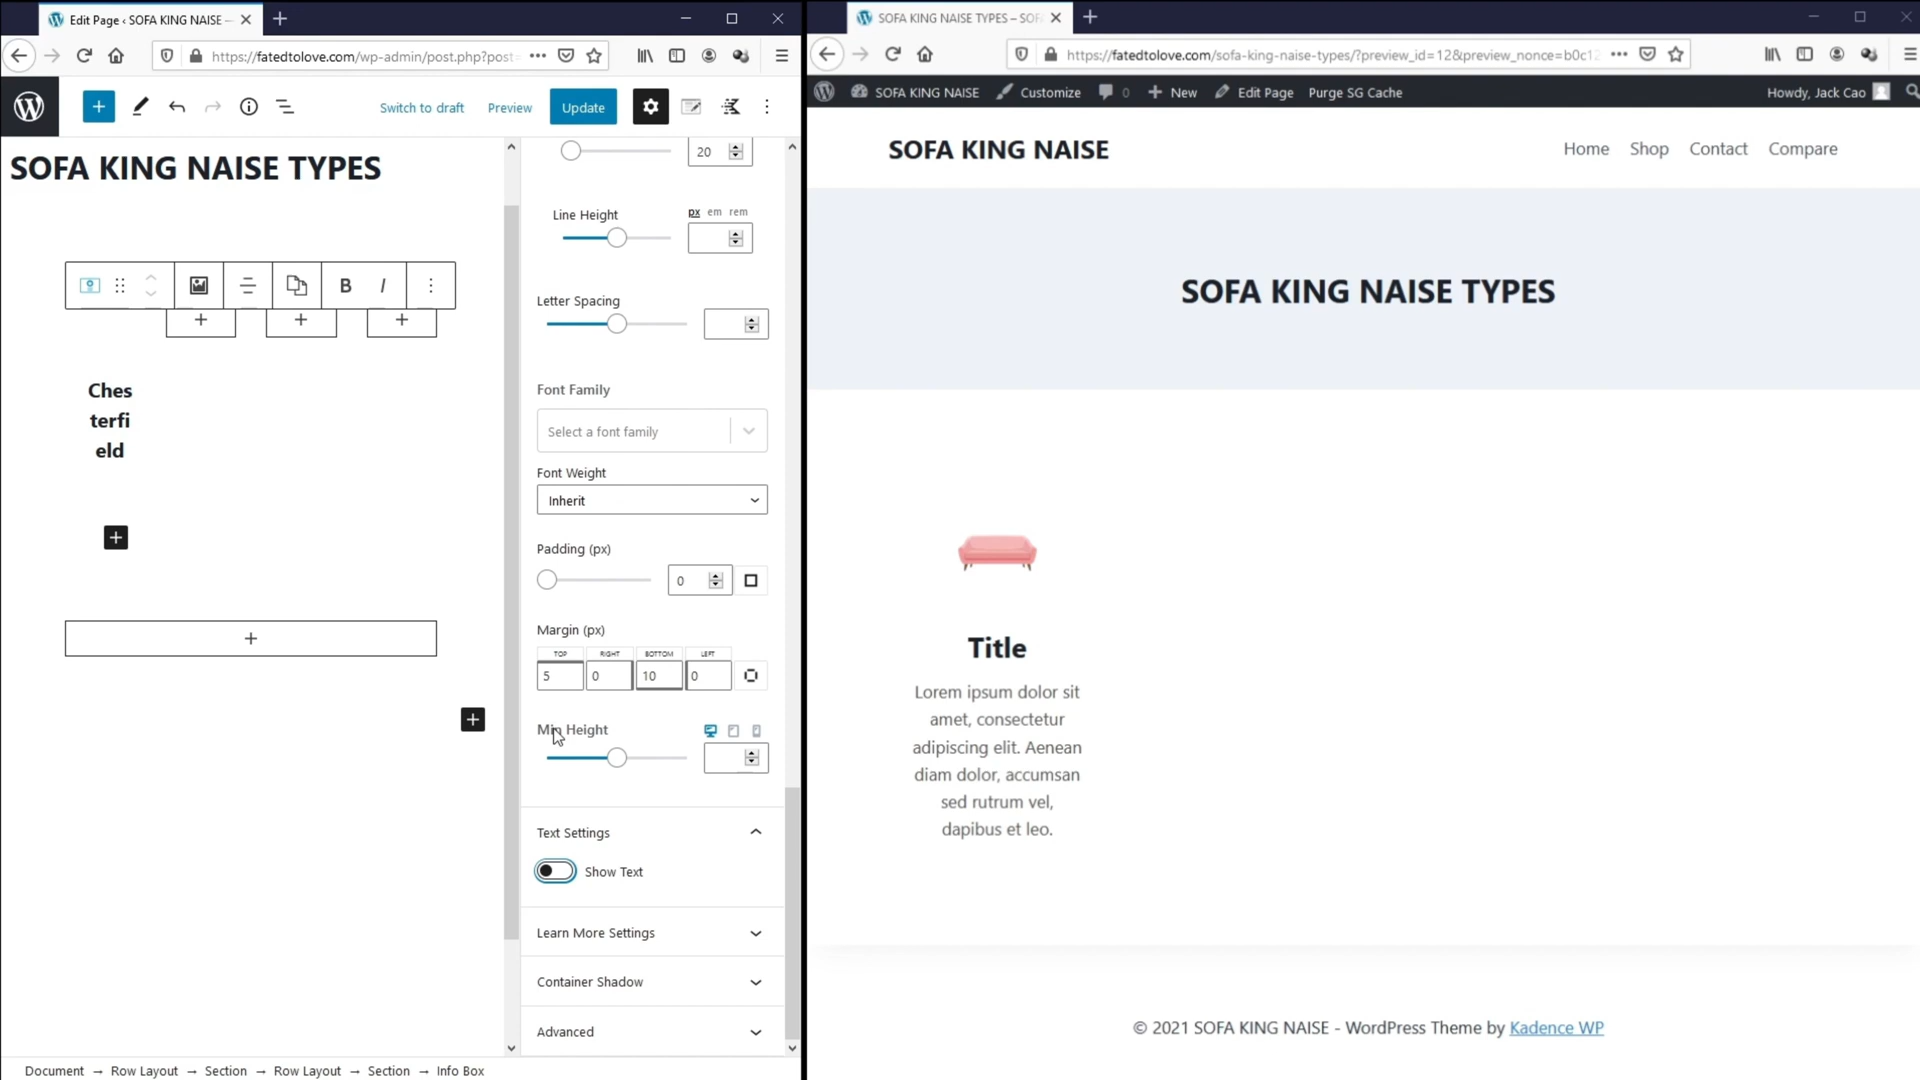 Edit Page ‹ SOFA KING NAISE —
https://fatedtolove.com/wp-admin/post.php?post=
Switch to draft
Preview
Update
SOFA KING NAISE TYPES
B
I
Ches
terfi
eld
20
Line Height
px em rem
Letter Spacing
Font Family
Select a font family
Font Weight
Inherit
Padding (px)
0
Margin (px)
TOP RIGHT BOTTOM LEFT
5 0 10 0
Min Height
Text Settings
Show Text
Learn More Settings
Container Shadow
Advanced
Document → Row Layout → Section → Row Layout → Section → Info Box
SOFA KING NAISE TYPES – SOF
https://fatedtolove.com/sofa-king-naise-types/?preview_id=12&preview_nonce=b0c12
SOFA KING NAISE
Customize
0
New
Edit Page
Purge SG Cache
Howdy, Jack Cao
SOFA KING NAISE
Home Shop Contact Compare
SOFA KING NAISE TYPES
Title
Lorem ipsum dolor sit
amet, consectetur
adipiscing elit. Aenean
diam dolor, accumsan
sed rutrum vel,
dapibus et leo.
© 2021 SOFA KING NAISE - WordPress Theme by Kadence WP